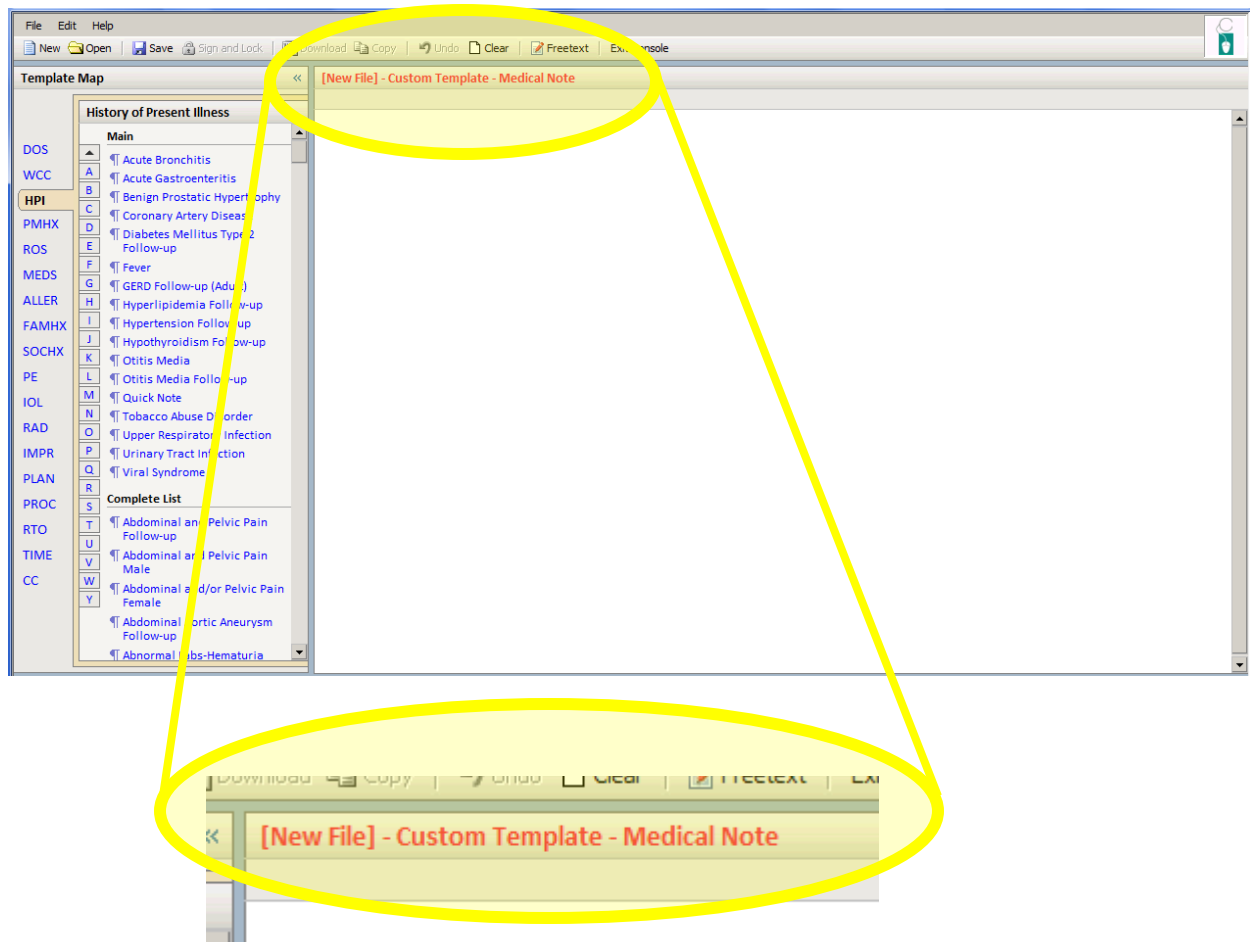 File Edit Help
New Open Save Sign and Lock Download Copy Undo Clear Freetext Exit Console
Template Map «
[New File] - Custom Template - Medical Note
History of Present Illness
DOS
WCC
HPI
PMHX
ROS
MEDS
ALLER
FAMHX
SOCHX
PE
IOL
RAD
IMPR
PLAN
PROC
RTO
TIME
CC
A
B
C
D
E
F
G
H
I
J
K
L
M
N
O
P
Q
R
S
T
U
V
W
Y
Main
¶ Acute Bronchitis
¶ Acute Gastroenteritis
¶ Benign Prostatic Hypertrophy
¶ Coronary Artery Disease
¶ Diabetes Mellitus Type 2
Follow-up
¶ Fever
¶ GERD Follow-up (Adult)
¶ Hyperlipidemia Follow-up
¶ Hypertension Follow-up
¶ Hypothyroidism Follow-up
¶ Otitis Media
¶ Otitis Media Follow-up
¶ Quick Note
¶ Tobacco Abuse Disorder
¶ Upper Respiratory Infection
¶ Urinary Tract Infection
¶ Viral Syndrome
Complete List
¶ Abdominal and Pelvic Pain
Follow-up
¶ Abdominal and Pelvic Pain
Male
¶ Abdominal and/or Pelvic Pain
Female
¶ Abdominal Aortic Aneurysm
Follow-up
¶ Abnormal Labs-Hematuria
Download Copy Undo Clear Freetext Ex
« [New File] - Custom Template - Medical Note